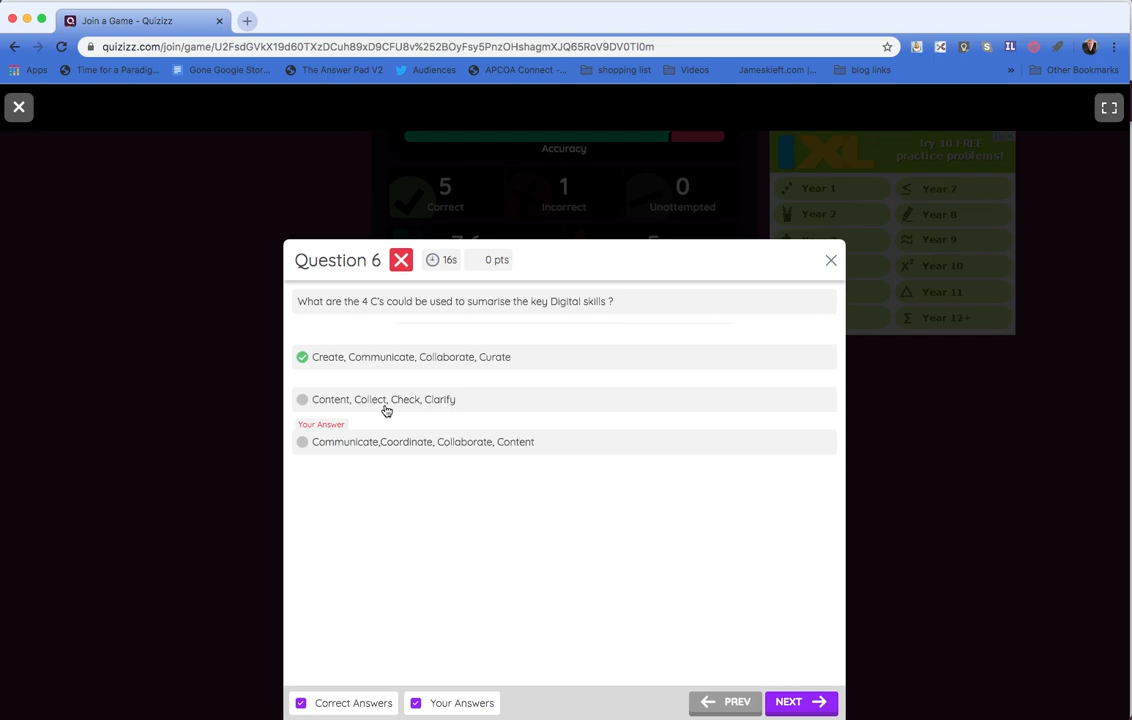 Join a Game - Quizizz
quizizz.com/join/game/U2FsdGVkX19d60TXzDCuh89xD9CFU8v%252BOyFsy5PnzOHshagmXJQ65RoV9DV0TI0m
Apps Time for a Paradig... Gone Google Stor... The Answer Pad V2 Audiences APCOA Connect -... shopping list Videos Jameskieft.com |... blog links » Other Bookmarks
Accuracy
5 Correct
1 Incorrect
0 Unattempted
IXL
Try 10 FREE
practice problems!
Year 1 Year 7
Year 2 Year 8
Year 9
Year 10
Year 11
Year 12+
Question 6 16s 0 pts
What are the 4 C's could be used to sumarise the key Digital skills ?
Create, Communicate, Collaborate, Curate
Content, Collect, Check, Clarify
Your Answer
Communicate,Coordinate, Collaborate, Content
Correct Answers Your Answers PREV NEXT